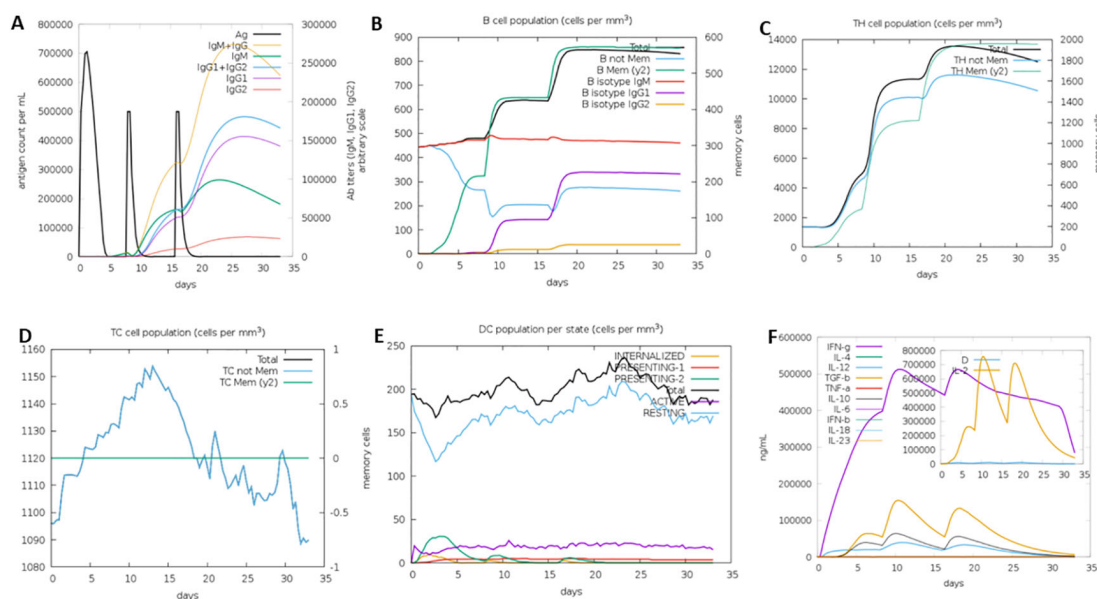 A
800000
700000
600000
500000
400000
300000
200000
100000
0
antigen count per mL
Ag
IgM+IgG
IgM
IgG1+IgG2
IgG1
IgG2
300000
250000
200000
150000
100000
50000
0
Ab titers (IgM, IgG1, IgG2)
arbitrary scale
0 5 10 15 20 25 30 35
days
B
B cell population (cells per mm³)
900
800
700
600
500
400
300
200
100
0
Total
B not Mem
B Mem (y2)
B isotype IgM
B isotype IgG1
B isotype IgG2
600
500
400
300
200
100
0
memory cells
0 5 10 15 20 25 30 35
days
C
TH cell population (cells per mm³)
14000
12000
10000
8000
6000
4000
2000
0
Total
TH not Mem
TH Mem (y2)
2000
1800
1600
1400
1200
1000
800
600
400
200
0
0 5 10 15 20 25 30 35
days
D
TC cell population (cells per mm³)
1160
1150
1140
1130
1120
1110
1100
1090
1080
Total
TC not Mem
TC Mem (y2)
1
0.5
0
-0.5
-1
0 5 10 15 20 25 30 35
days
memory cells
E
DC population per state (cells per mm³)
250
200
150
100
50
0
INTERNALIZED
PRESENTING-1
PRESENTING-2
Total
ACTIVE
RESTING
0 5 10 15 20 25 30 35
days
F
600000
500000
400000
300000
200000
100000
0
ng/mL
IFN-g
IL-4
IL-12
TGF-b
TNF-a
IL-10
IL-6
IFN-b
IL-18
IL-23
800000
700000
600000
500000
400000
300000
200000
100000
0
D
IL-2
0 5 10 15 20 25 30 35
0 5 10 15 20 25 30 35
days